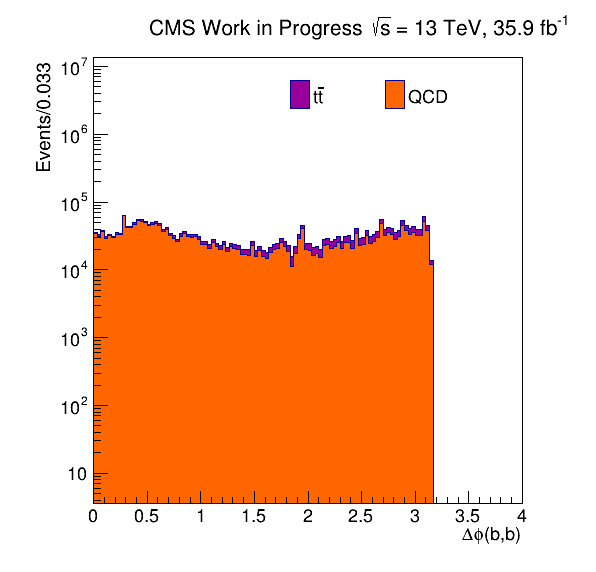 CMS Work in Progress √s = 13 TeV, 35.9 fb⁻¹
Events/0.033
10⁷
10⁶
10⁵
10⁴
10³
10²
10
tt̄
QCD
0 0.5 1 1.5 2 2.5 3 3.5 4
Δϕ(b,b)